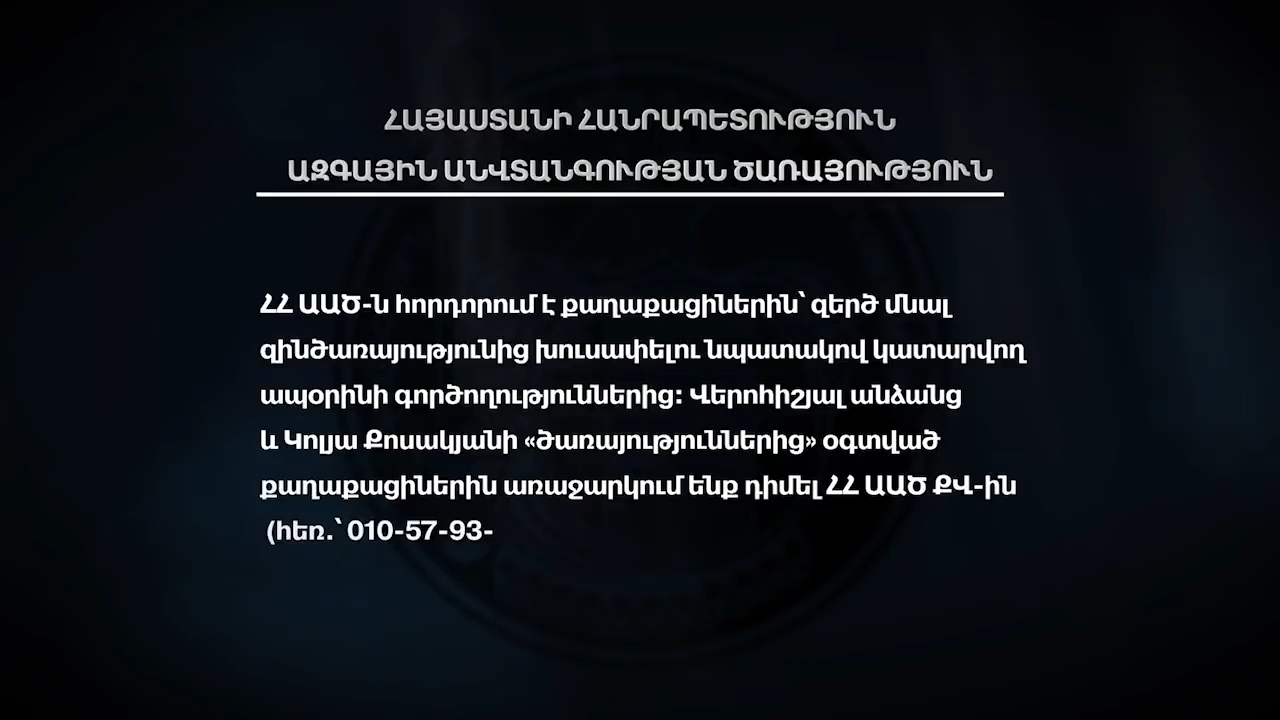 ՀԱՅԱՍՏԱՆԻ ՀԱՆՐԱՊԵՏՈՒԹՅՈՒՆ
ԱԶԳԱՅԻՆ ԱՆՎՏԱՆԳՈՒԹՅԱՆ ԾԱՌԱՅՈՒԹՅՈՒՆ
ՀՀ ԱԱԾ-ն հորդորում է քաղաքացիներին՝ զերծ մնալ
զինծառայությունից խուսափելու նպատակով կատարվող
ապօրինի գործողություններից: Վերոհիշյալ անձանց
և Կոլյա Քոսակյանի «ծառայություններից» օգտված
քաղաքացիներին առաջարկում ենք դիմել ՀՀ ԱԱԾ ՔՎ-ին
(հեռ.՝ 010-57-93-